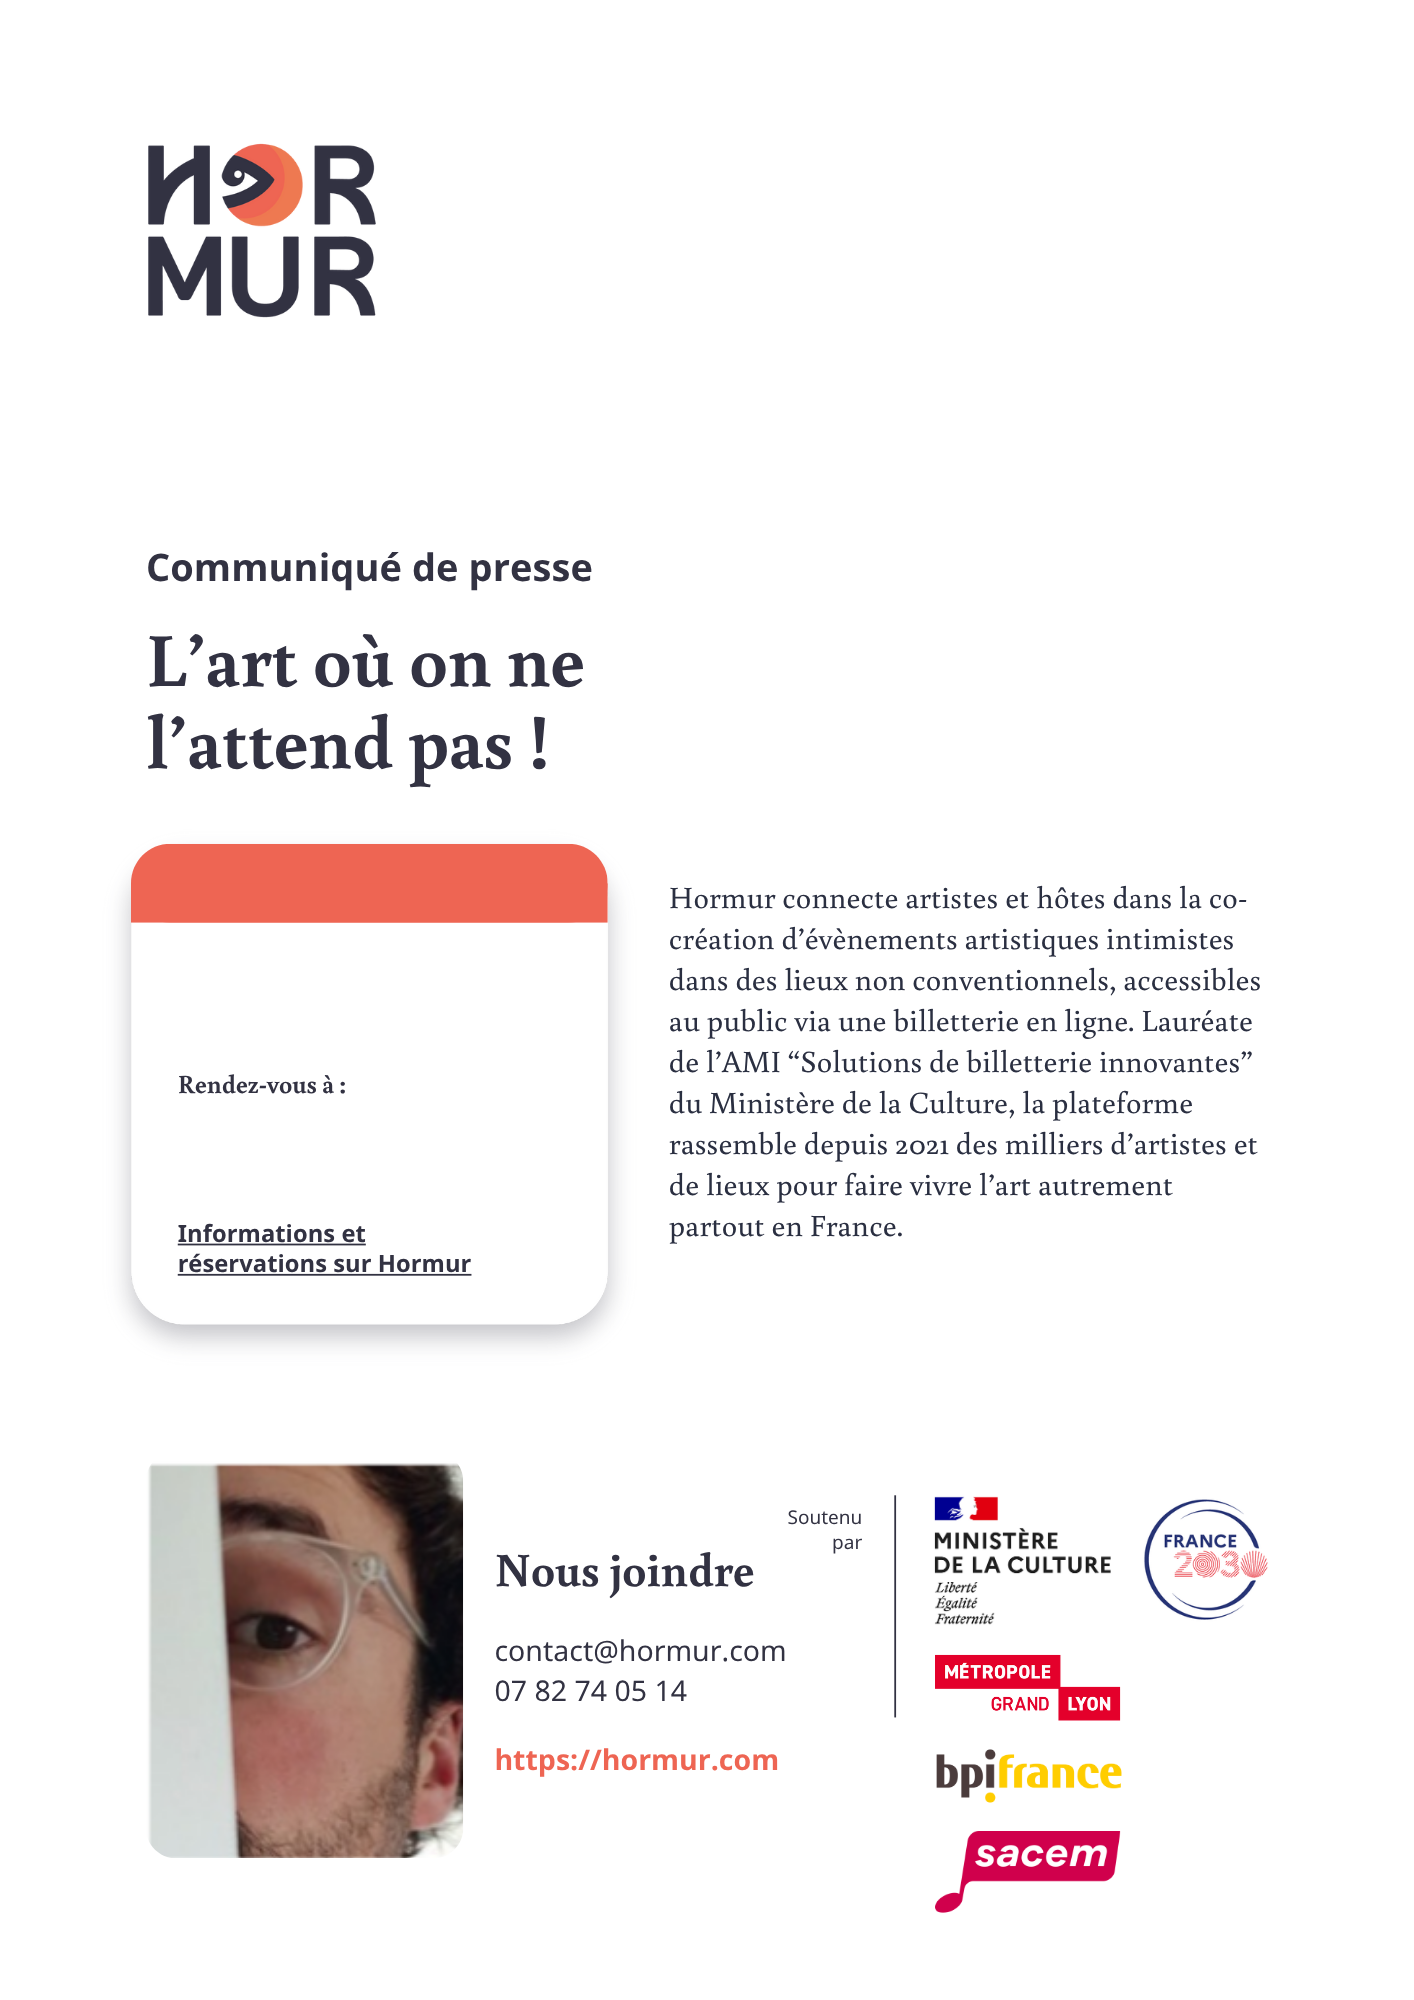 HOR
MUR
Communiqué de presse
L’art où on ne
l’attend pas !
Rendez-vous à :
Informations et
réservations sur Hormur
Hormur connecte artistes et hôtes dans la co-
création d’évènements artistiques intimistes
dans des lieux non conventionnels, accessibles
au public via une billetterie en ligne. Lauréate
de l’AMI “Solutions de billetterie innovantes”
du Ministère de la Culture, la plateforme
rassemble depuis 2021 des milliers d’artistes et
de lieux pour faire vivre l’art autrement
partout en France.
Nous joindre
contact@hormur.com
07 82 74 05 14
https://hormur.com
Soutenu
par
MINISTÈRE
DE LA CULTURE
Liberté
Égalité
Fraternité
FRANCE
2030
MÉTROPOLE
GRAND LYON
bpifrance
sacem